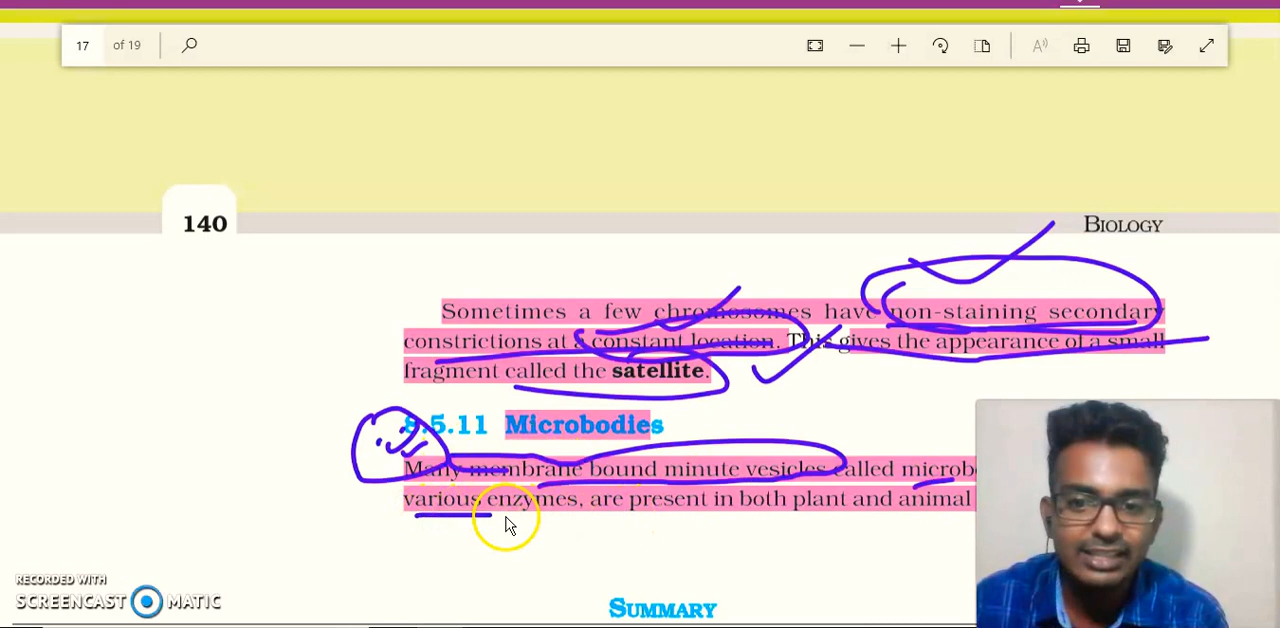 17 of 19
140
BIOLOGY
Sometimes a few chromosomes have non-staining secondary
constrictions at a constant location. This gives the appearance of a small
fragment called the satellite.
8.5.11 Microbodies
Many membrane bound minute vesicles called
various enzymes, are present in both plant and animal
SUMMARY
RECORDED WITH
SCREENCAST MATIC